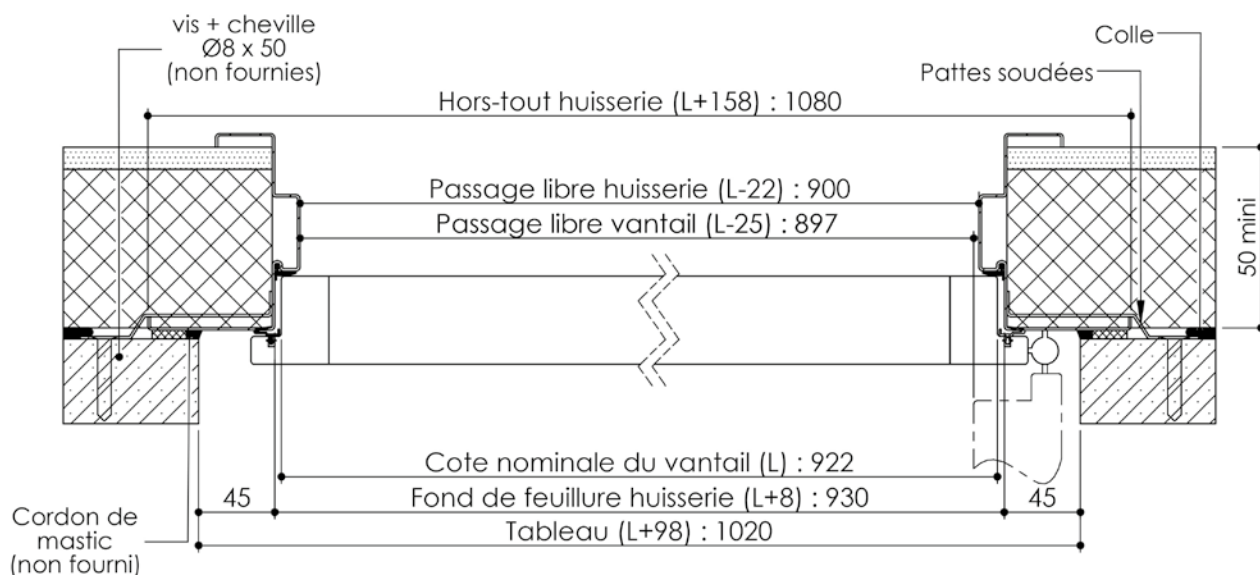 vis + cheville
Ø8 x 50
(non fournies)
Colle
Pattes soudées
Hors-tout huisserie (L+158) : 1080
Passage libre huisserie (L-22) : 900
Passage libre vantail (L-25) : 897
50 mini
Cote nominale du vantail (L) : 922
45
Fond de feuillure huisserie (L+8) : 930
45
Tableau (L+98) : 1020
Cordon de
mastic
(non fourni)